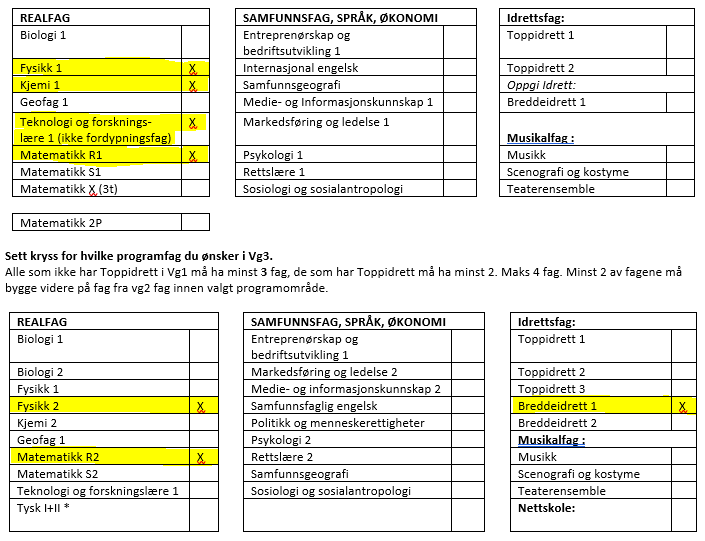 REALFAG
Biologi 1
Fysikk 1 X
Kjemi 1 X
Geofag 1
Teknologi og forsknings- X
lære 1 (ikke fordypningsfag)
Matematikk R1 X
Matematikk S1
Matematikk X (3t)
Matematikk 2P
SAMFUNNSFAG, SPRÅK, ØKONOMI
Entreprenørskap og
bedriftsutvikling 1
Internasjonal engelsk
Samfunnsgeografi
Medie- og Informasjonskunnskap 1
Markedsføring og ledelse 1
Psykologi 1
Rettslære 1
Sosiologi og sosialantropologi
Idrettsfag:
Toppidrett 1
Toppidrett 2
Oppgi Idrett:
Breddeidrett 1
Musikalfag :
Musikk
Scenografi og kostyme
Teaterensemble
Sett kryss for hvilke programfag du ønsker i Vg3.
Alle som ikke har Toppidrett i Vg1 må ha minst 3 fag, de som har Toppidrett må ha minst 2. Maks 4 fag. Minst 2 av fagene må
bygge videre på fag fra vg2 fag innen valgt programområde.
REALFAG
Biologi 1
Biologi 2
Fysikk 1
Fysikk 2 X
Kjemi 2
Geofag 1
Matematikk R2 X
Matematikk S2
Teknologi og forskningslære 1
Tysk I+II *
SAMFUNNSFAG, SPRÅK, ØKONOMI
Entreprenørskap og
bedriftsutvikling 1
Markedsføring og ledelse 2
Medie- og informasjonskunnskap 2
Samfunnsfaglig engelsk
Politikk og menneskerettigheter
Psykologi 2
Rettslære 2
Samfunnsgeografi
Sosiologi og sosialantropologi
Idrettsfag:
Toppidrett 1
Toppidrett 2
Toppidrett 3
Breddeidrett 1 X
Breddeidrett 2
Musikalfag :
Musikk
Scenografi og kostyme
Teaterensemble
Nettskole: